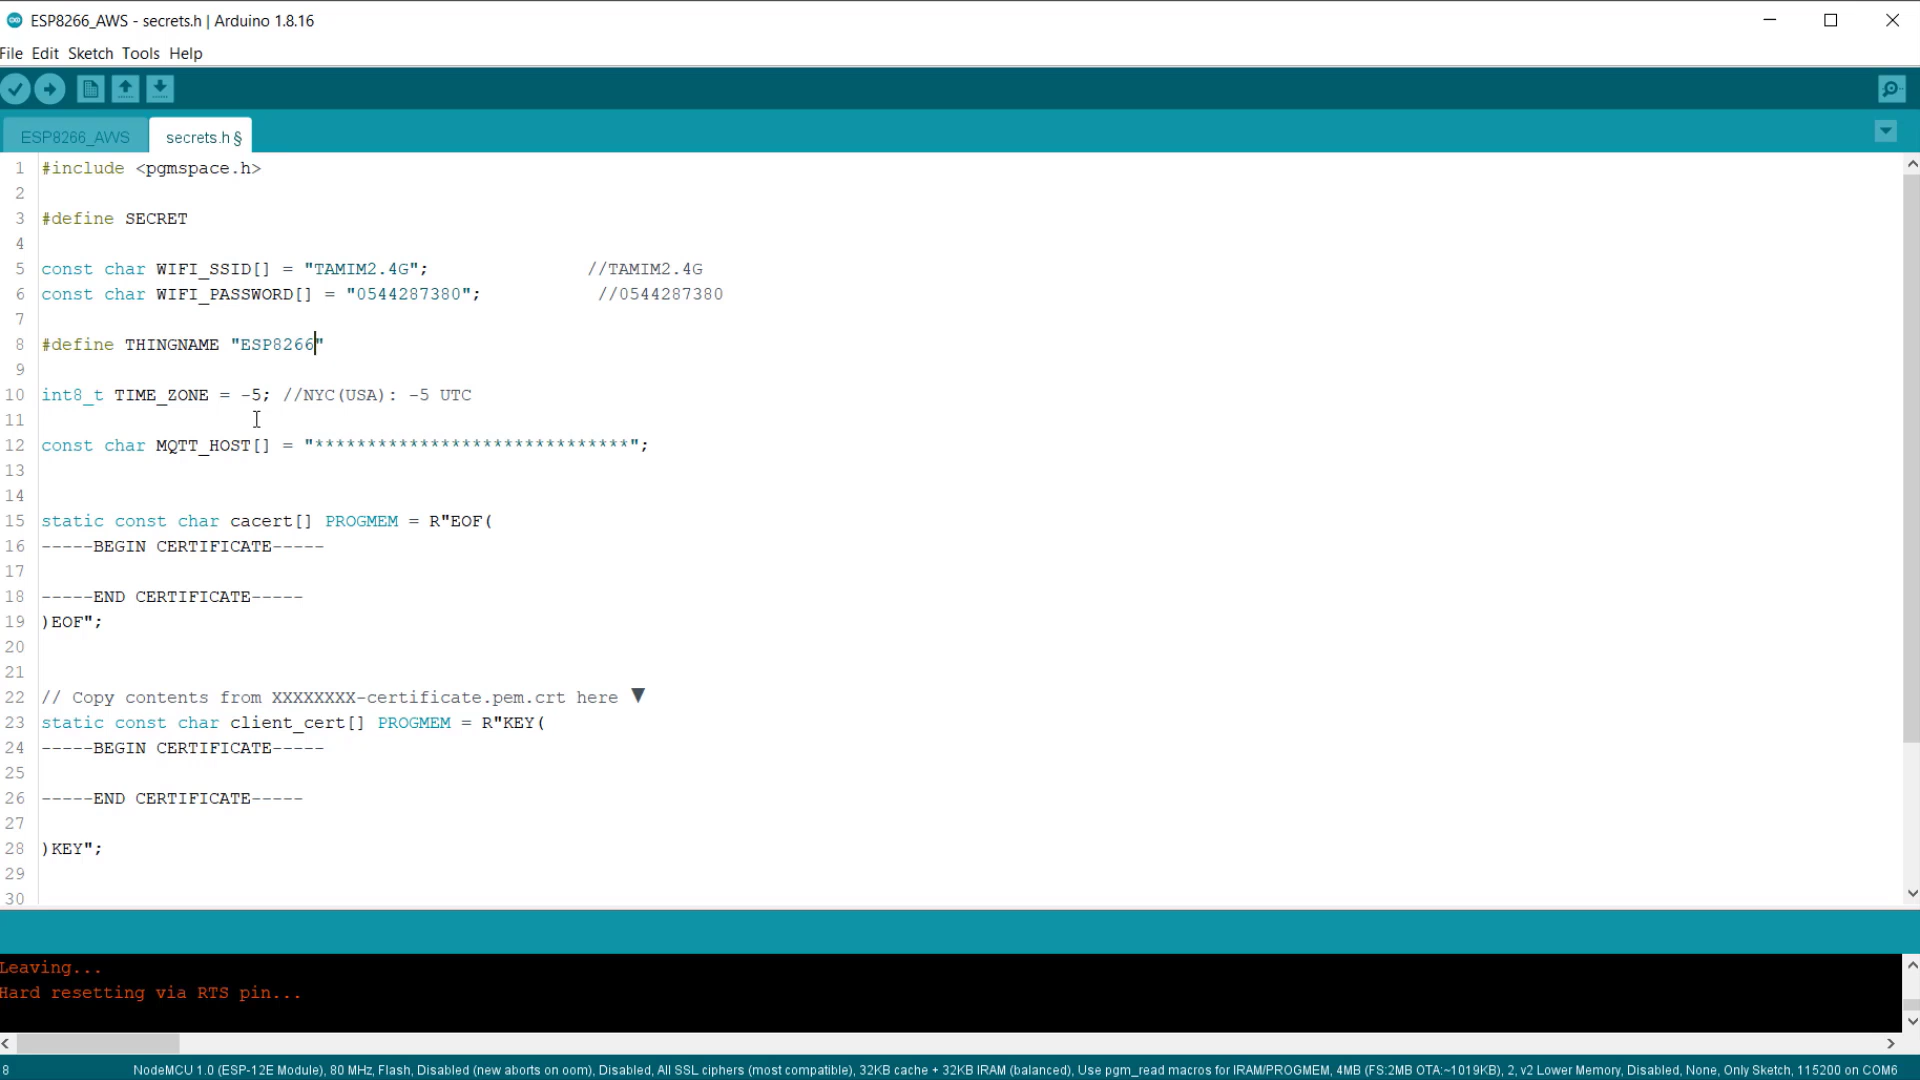 ESP8266_AWS - secrets.h | Arduino 1.8.16
File Edit Sketch Tools Help
ESP8266_AWS secrets.h §
1 #include <pgmspace.h>
2
3 #define SECRET
4
5 const char WIFI_SSID[] = "TAMIM2.4G"; //TAMIM2.4G
6 const char WIFI_PASSWORD[] = "0544287380"; //0544287380
7
8 #define THINGNAME "ESP8266"
9
10 int8_t TIME_ZONE = -5; //NYC(USA): -5 UTC
11
12 const char MQTT_HOST[] = "******************************";
13
14
15 static const char cacert[] PROGMEM = R"EOF(
16 -----BEGIN CERTIFICATE-----
17
18 -----END CERTIFICATE-----
19 )EOF";
20
21
22 // Copy contents from XXXXXXXX-certificate.pem.crt here ▼
23 static const char client_cert[] PROGMEM = R"KEY(
24 -----BEGIN CERTIFICATE-----
25
26 -----END CERTIFICATE-----
27
28 )KEY";
29
30
Leaving...
Hard resetting via RTS pin...
8 NodeMCU 1.0 (ESP-12E Module), 80 MHz, Flash, Disabled (new aborts on oom), Disabled, All SSL ciphers (most compatible), 32KB cache + 32KB IRAM (balanced), Use pgm_read macros for IRAM/PROGMEM, 4MB (FS:2MB OTA:~1019KB), 2, v2 Lower Memory, Disabled, None, Only Sketch, 115200 on COM6